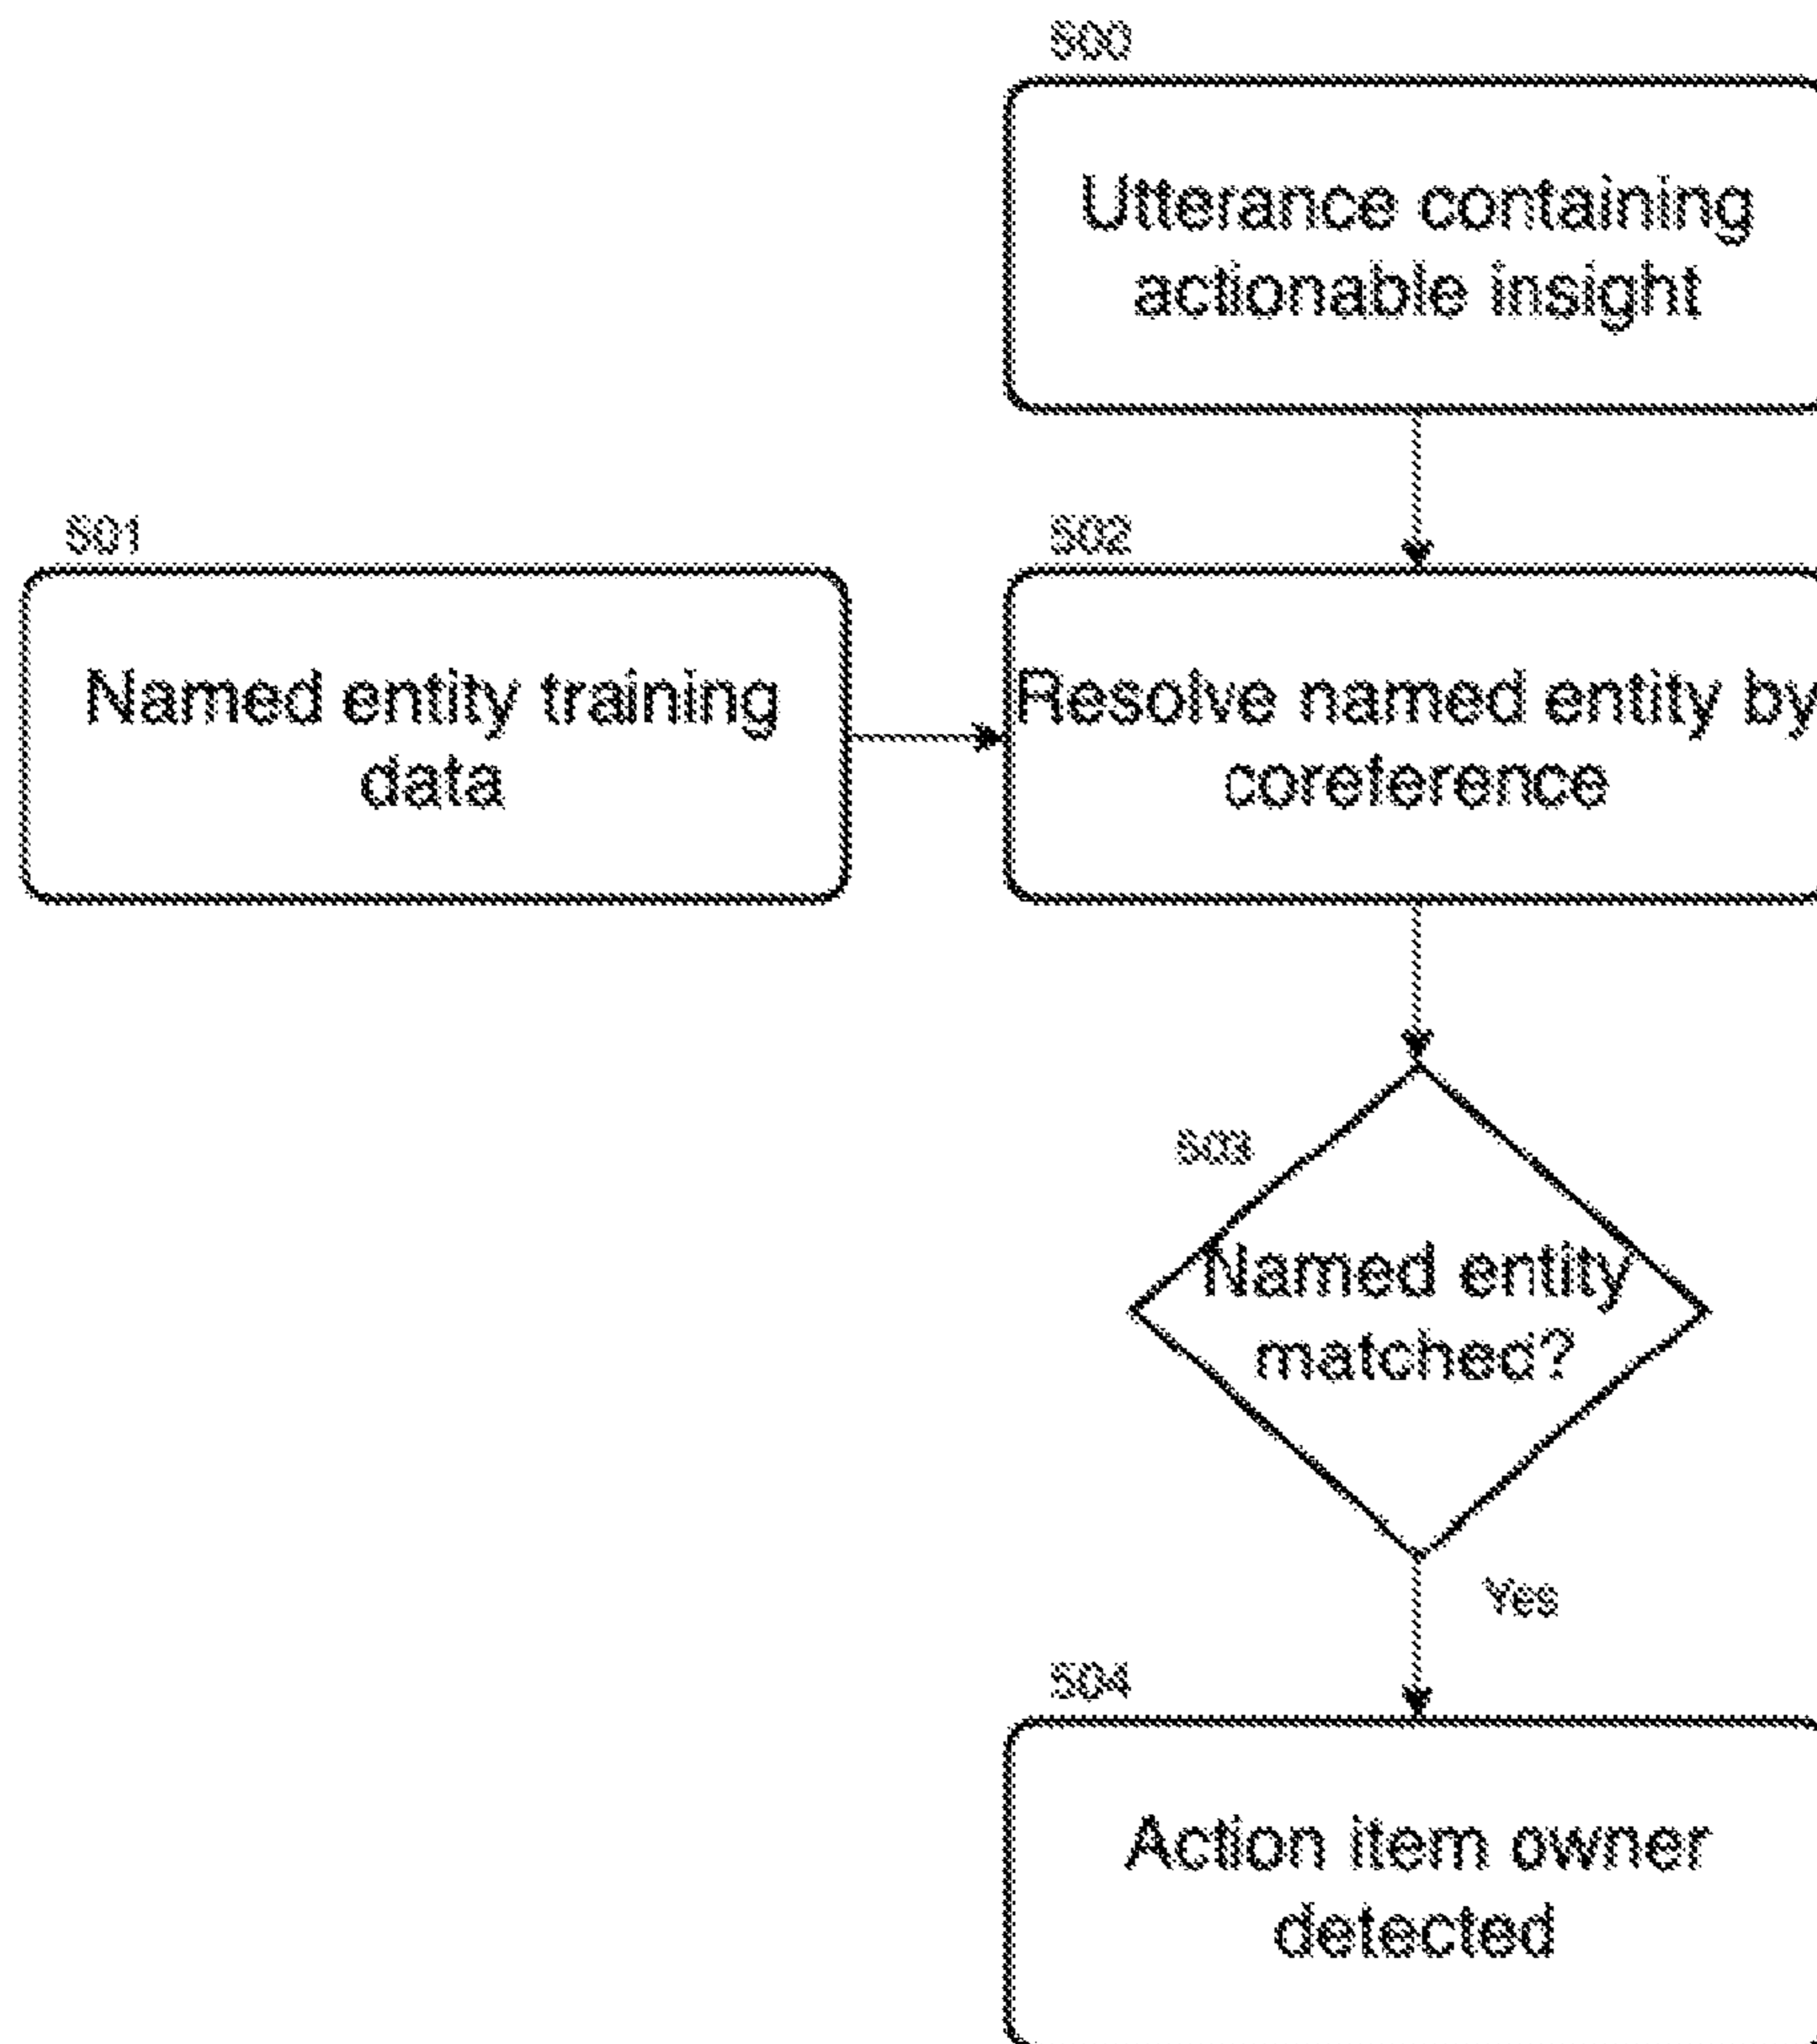 500
Utterance containing
actionable insight
501
502
Named entity training
data
Resolve named entity by
coreference
503
Named entity
matched?
Yes
504
Action item owner
detected